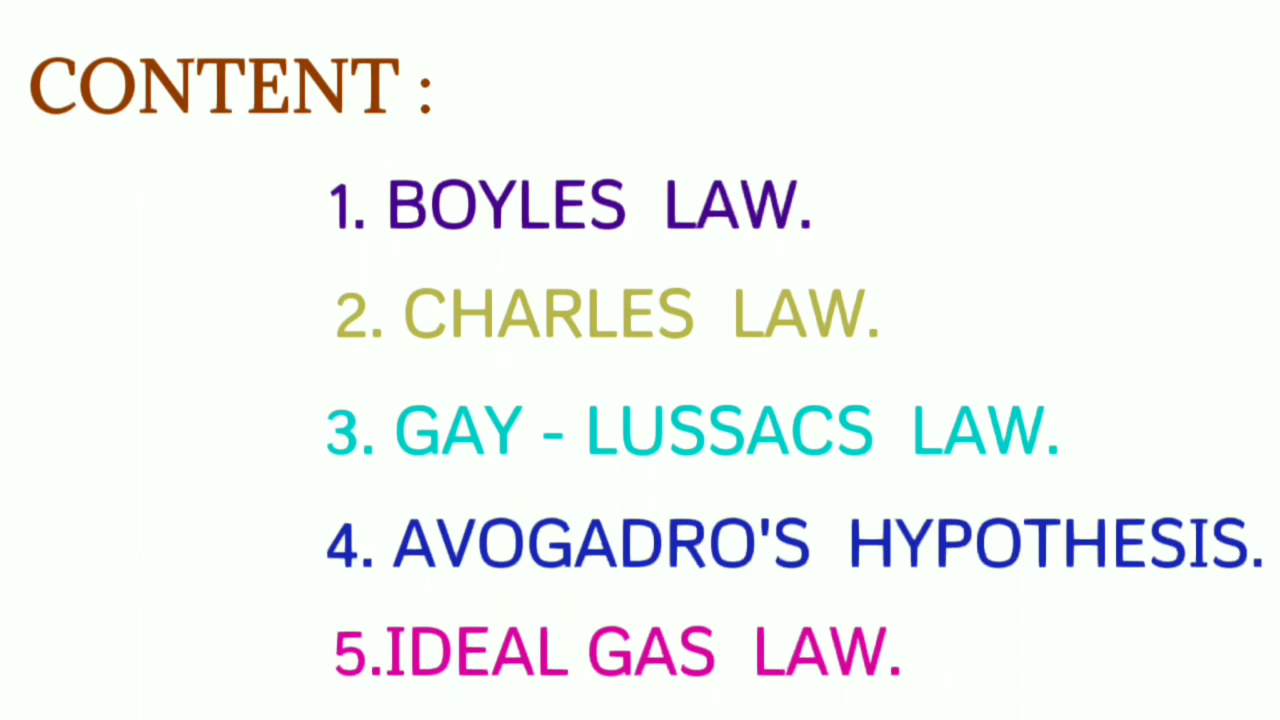 CONTENT :
1. BOYLES LAW.
2. CHARLES LAW.
3. GAY - LUSSACS LAW.
4. AVOGADRO'S HYPOTHESIS.
5.IDEAL GAS LAW.